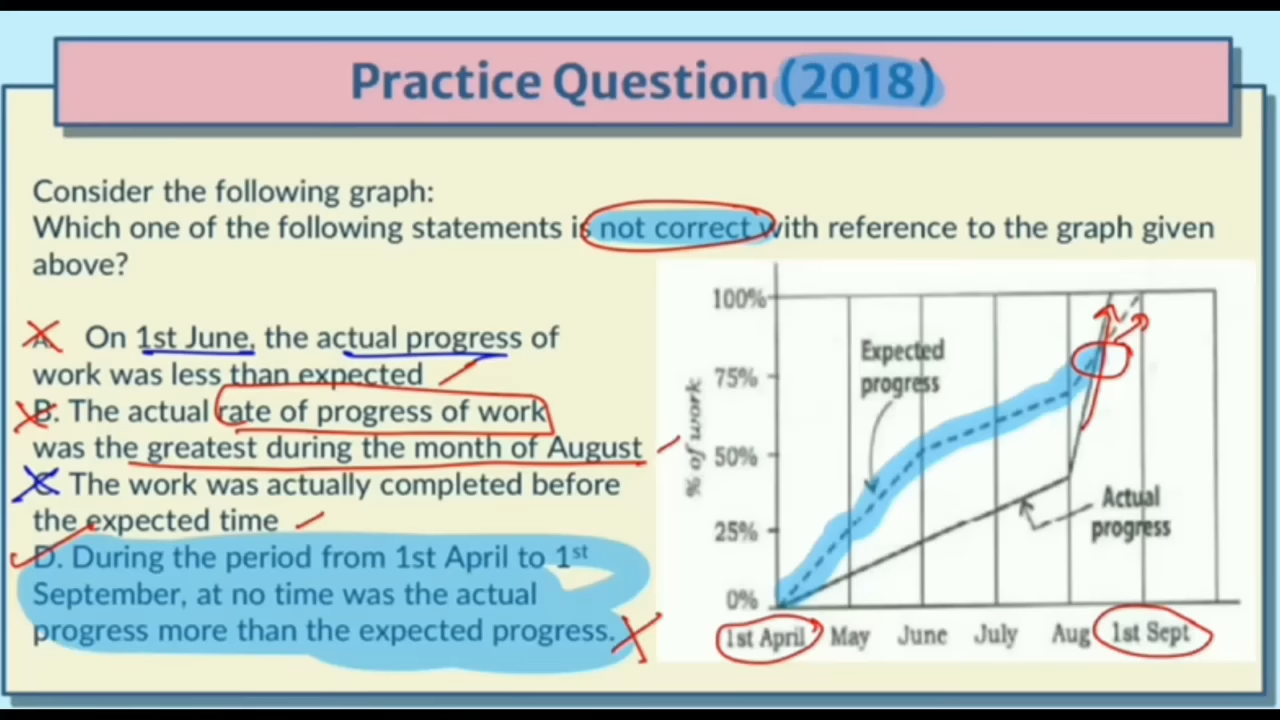 Practice Question (2018)
Consider the following graph:
Which one of the following statements is not correct with reference to the graph given
above?
A. On 1st June, the actual progress of
work was less than expected
B. The actual rate of progress of work
was the greatest during the month of August
C. The work was actually completed before
the expected time
D. During the period from 1st April to 1st
September, at no time was the actual
progress more than the expected progress.
100%
75%
50%
25%
0%
% of work
Expected
progress
Actual
progress
1st April May June July Aug 1st Sept